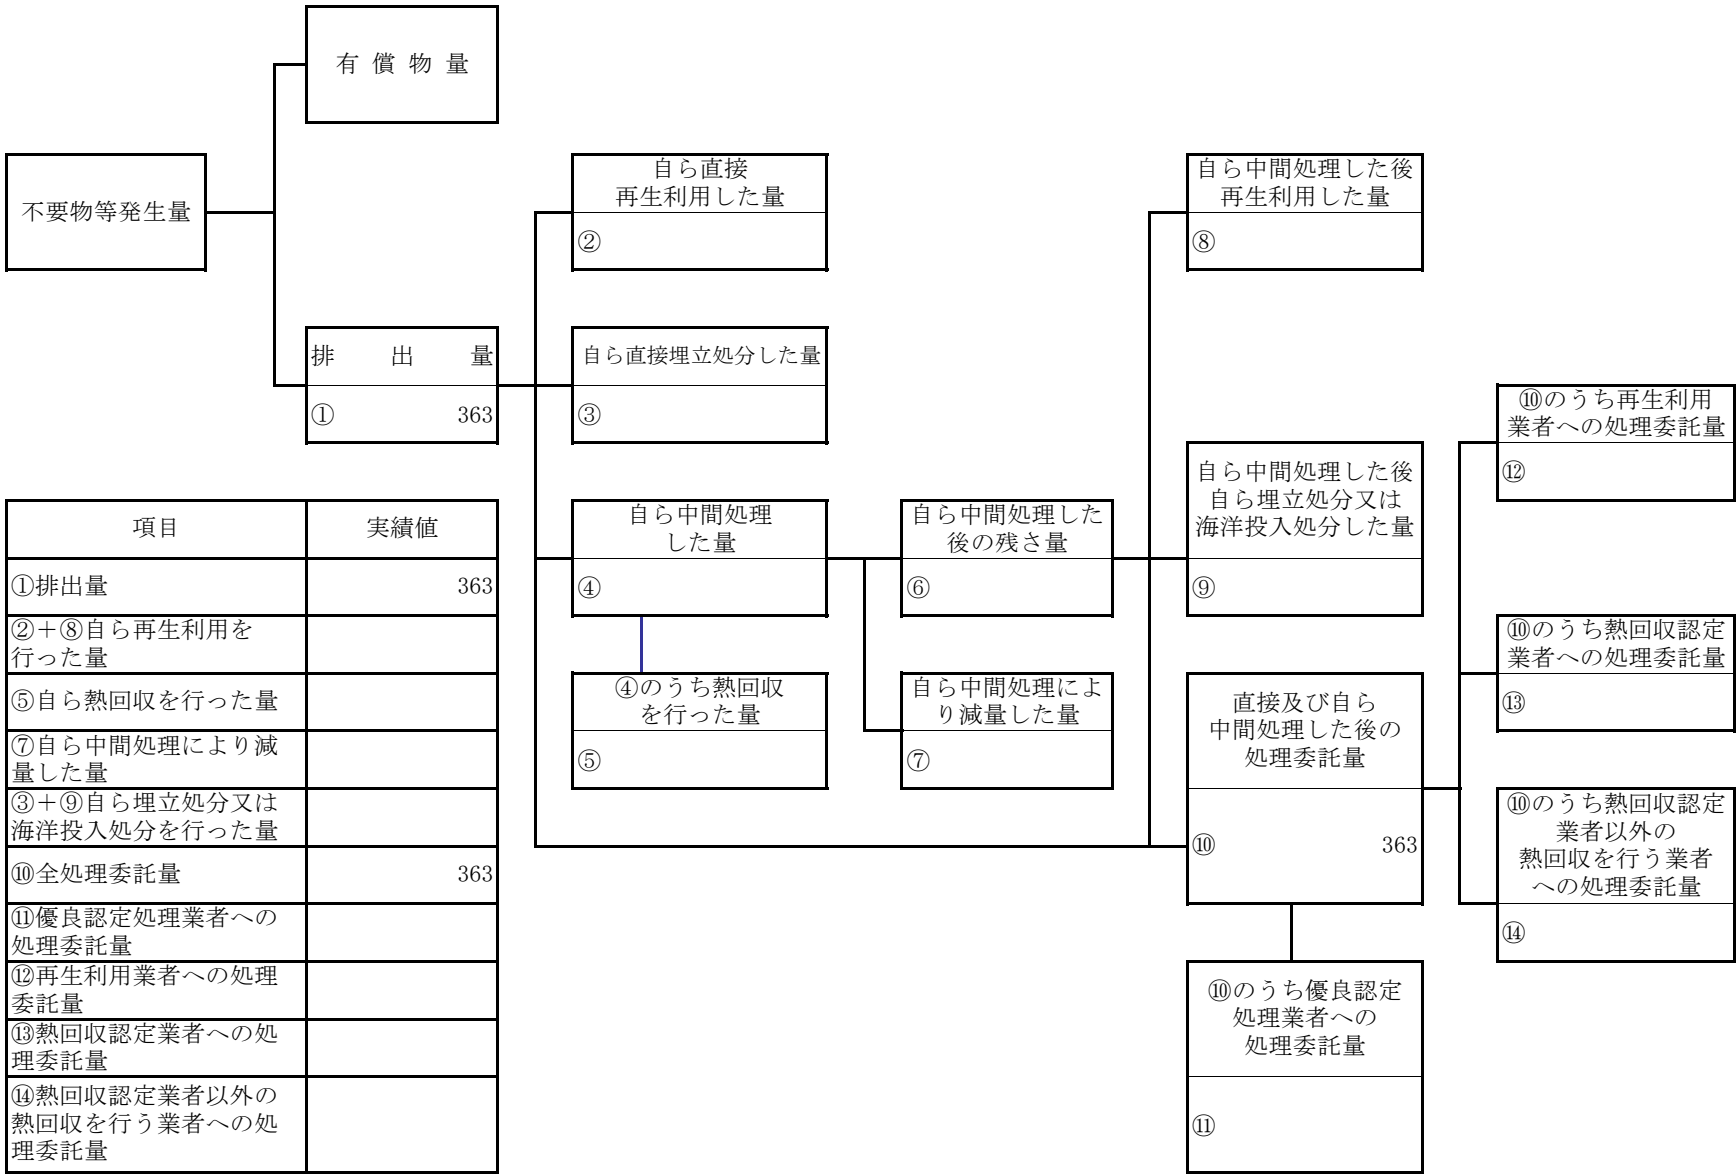 有償物量
不要物等発生量
自ら直接
再生利用した量
②
自ら中間処理した後
再生利用した量
⑧
排出量
① 363
自ら直接埋立処分した量
③
⑩のうち再生利用
業者への処理委託量
⑫
自ら中間処理
した量
④
自ら中間処理した
後の残さ量
⑥
自ら中間処理した後
自ら埋立処分又は
海洋投入処分した量
⑨
⑩のうち熱回収認定
業者への処理委託量
⑬
④のうち熱回収
を行った量
⑤
自ら中間処理によ
り減量した量
⑦
直接及び自ら
中間処理した後の
処理委託量
⑩ 363
⑩のうち熱回収認定
業者以外の
熱回収を行う業者
への処理委託量
⑭
⑩のうち優良認定
処理業者への
処理委託量
⑪
項目 実績値
①排出量 363
②＋⑧自ら再生利用を
行った量
⑤自ら熱回収を行った量
⑦自ら中間処理により減
量した量
③＋⑨自ら埋立処分又は
海洋投入処分を行った量
⑩全処理委託量 363
⑪優良認定処理業者への
処理委託量
⑫再生利用業者への処理
委託量
⑬熱回収認定業者への処
理委託量
⑭熱回収認定業者以外の
熱回収を行う業者への処
理委託量